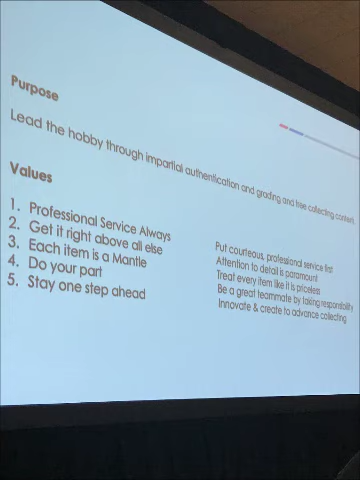 Purpose
Lead the hobby through impartial authentication and grading and free collecting content.
Values
1. Professional Service Always
2. Get it right above all else
3. Each item is a Mantle
4. Do your part
5. Stay one step ahead
Put courteous, professional service first
Attention to detail is paramount
Treat every item like it is priceless
Be a great teammate by taking responsibility
Innovate & create to advance collecting